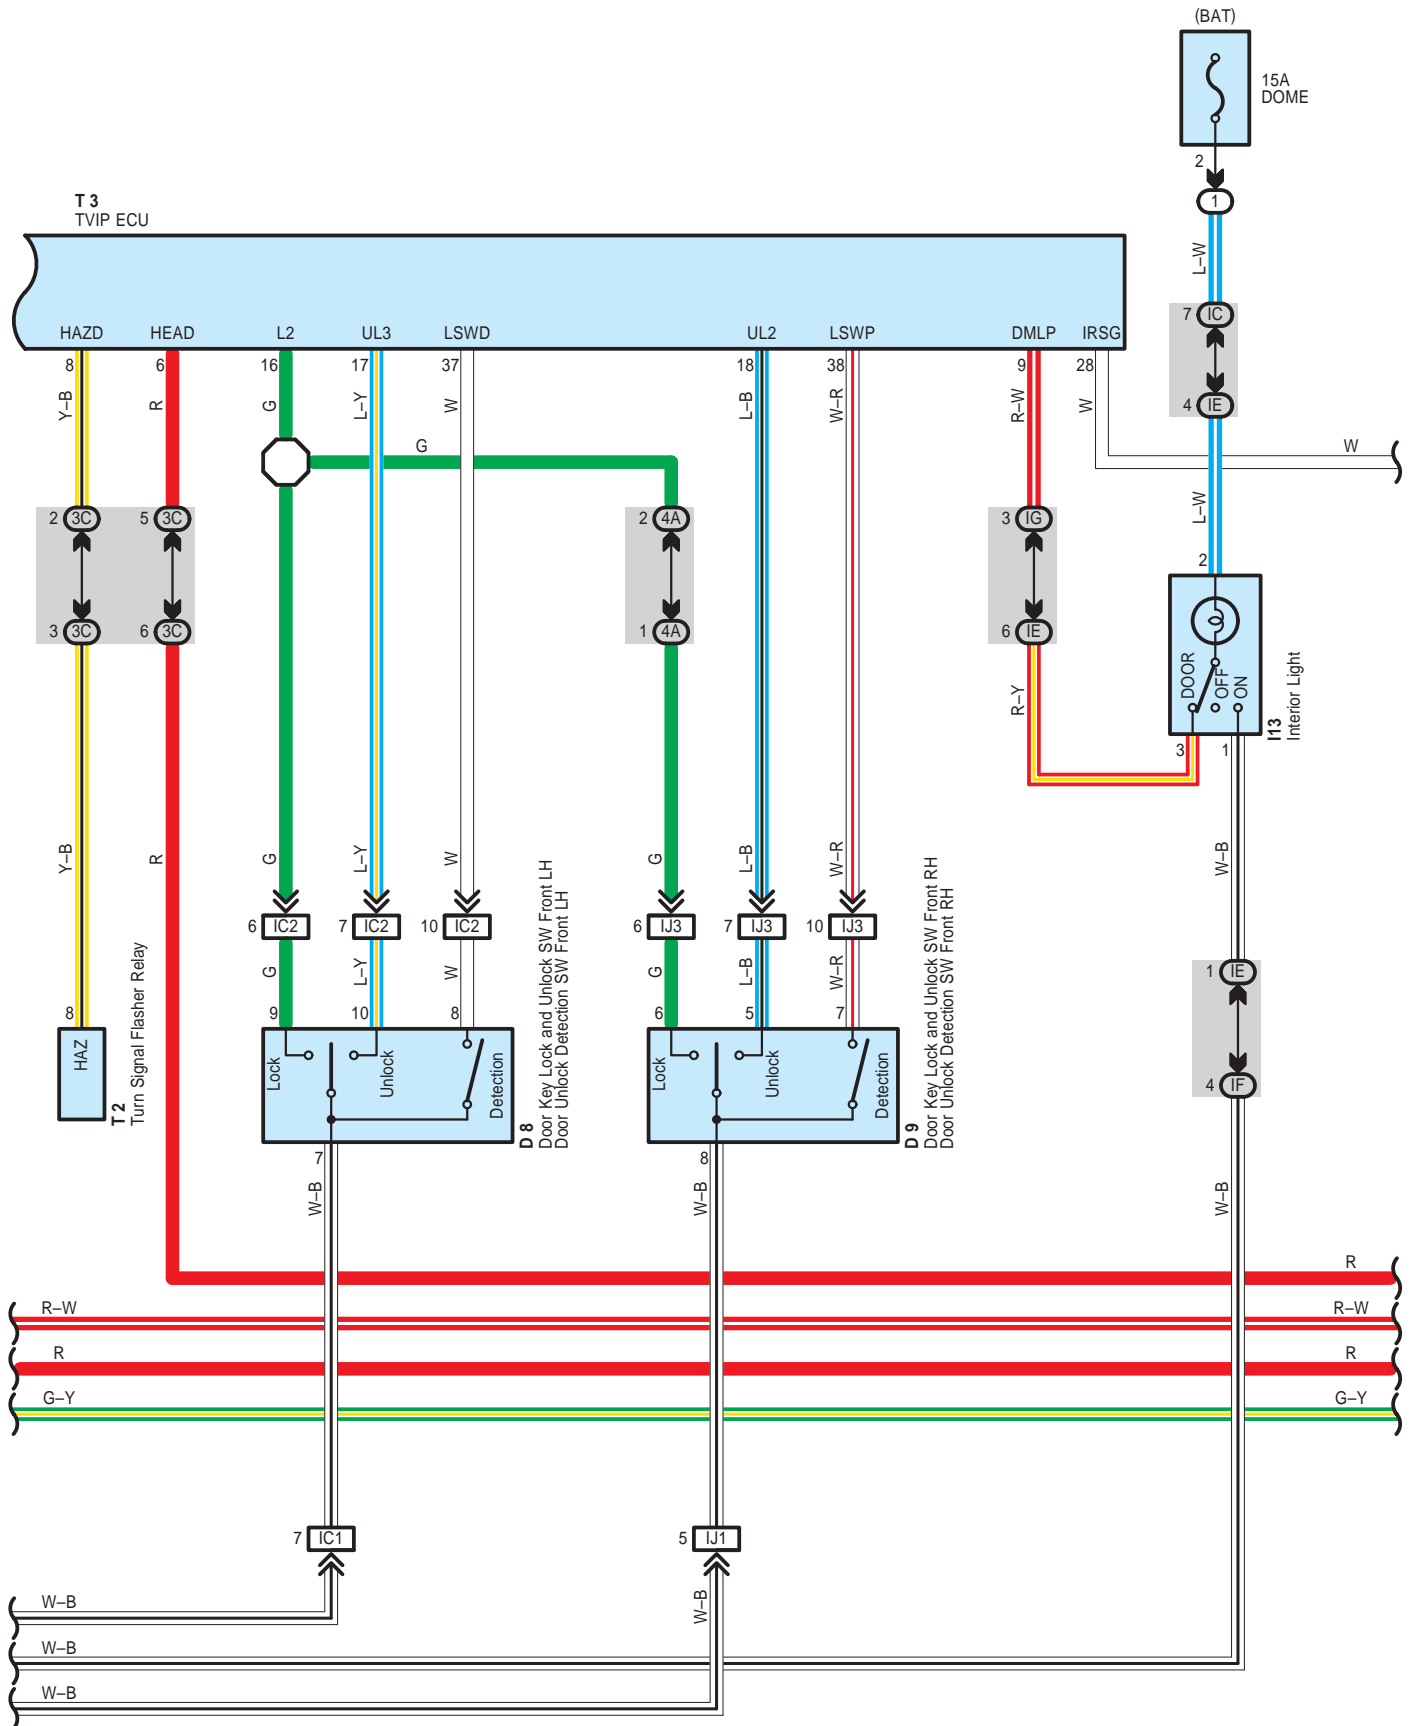 (BAT)
15A
DOME
2
1
T 3
TVIP ECU
L–W
7 IC
HAZD HEAD L2 UL3 LSWD UL2 LSWP DMLP IRSG
8 6 16 17 37 18 38 9 28
Y–B R G L–Y W L–B W–R R–W W
4 IE
G
W
2 3C 5 3C 2 4A 3 IG
L–W
2
3 3C 6 3C 1 4A 6 IE
DOOR
OFF
ON
I13
Interior Light
R–Y
3 1
Y–B R G L–Y W G L–B W–R W–B
6 IC2 7 IC2 10 IC2 6 IJ3 7 IJ3 10 IJ3
G L–Y W G L–B W–R
1 IE
8 9 10 8 6 5 7
HAZ
T 2
Turn Signal Flasher Relay
Lock
Unlock
Detection
D 8
Door Key Lock and Unlock SW Front LH
Door Unlock Detection SW Front LH
Lock
Unlock
Detection
D 9
Door Key Lock and Unlock SW Front RH
Door Unlock Detection SW Front RH
4 IF
7 8
W–B W–B W–B
R
R–W R–W
R R
G–Y G–Y
7 IC1 5 IJ1
W–B W–B
W–B
W–B